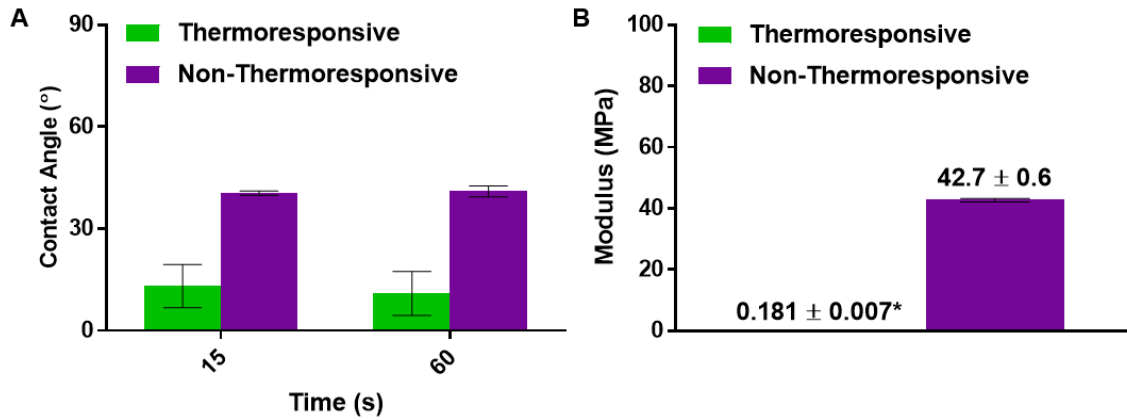 A
Thermoresponsive
Non-Thermoresponsive
Contact Angle (°)
90
60
30
0
15
60
Time (s)
B
Thermoresponsive
Non-Thermoresponsive
Modulus (MPa)
100
80
60
40
20
0
0.181 ± 0.007*
42.7 ± 0.6